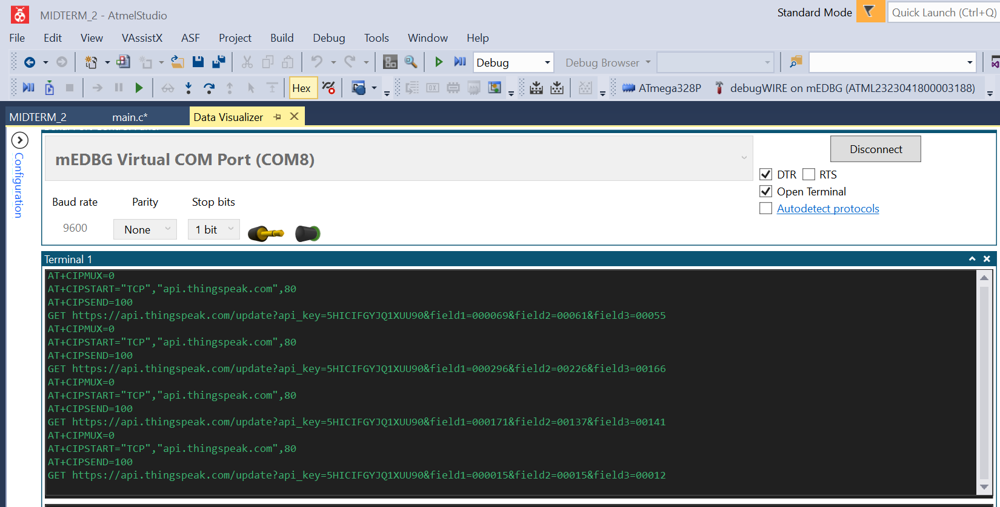 MIDTERM_2 - AtmelStudio
Standard Mode
Quick Launch (Ctrl+Q)
File Edit View VAssistX ASF Project Build Debug Tools Window Help
Debug
Debug Browser
Hex
ATmega328P
debugWIRE on mEDBG (ATML2323041800003188)
MIDTERM_2
main.c*
Data Visualizer
Configuration
mEDBG Virtual COM Port (COM8)
Disconnect
DTR RTS
Open Terminal
Autodetect protocols
Baud rate Parity Stop bits
9600 None 1 bit
Terminal 1
AT+CIPMUX=0
AT+CIPSTART="TCP","api.thingspeak.com",80
AT+CIPSEND=100
GET https://api.thingspeak.com/update?api_key=5HICIFGYJQ1XUU90&field1=000069&field2=00061&field3=00055
AT+CIPMUX=0
AT+CIPSTART="TCP","api.thingspeak.com",80
AT+CIPSEND=100
GET https://api.thingspeak.com/update?api_key=5HICIFGYJQ1XUU90&field1=000296&field2=00226&field3=00166
AT+CIPMUX=0
AT+CIPSTART="TCP","api.thingspeak.com",80
AT+CIPSEND=100
GET https://api.thingspeak.com/update?api_key=5HICIFGYJQ1XUU90&field1=000171&field2=00137&field3=00141
AT+CIPMUX=0
AT+CIPSTART="TCP","api.thingspeak.com",80
AT+CIPSEND=100
GET https://api.thingspeak.com/update?api_key=5HICIFGYJQ1XUU90&field1=000015&field2=00015&field3=00012